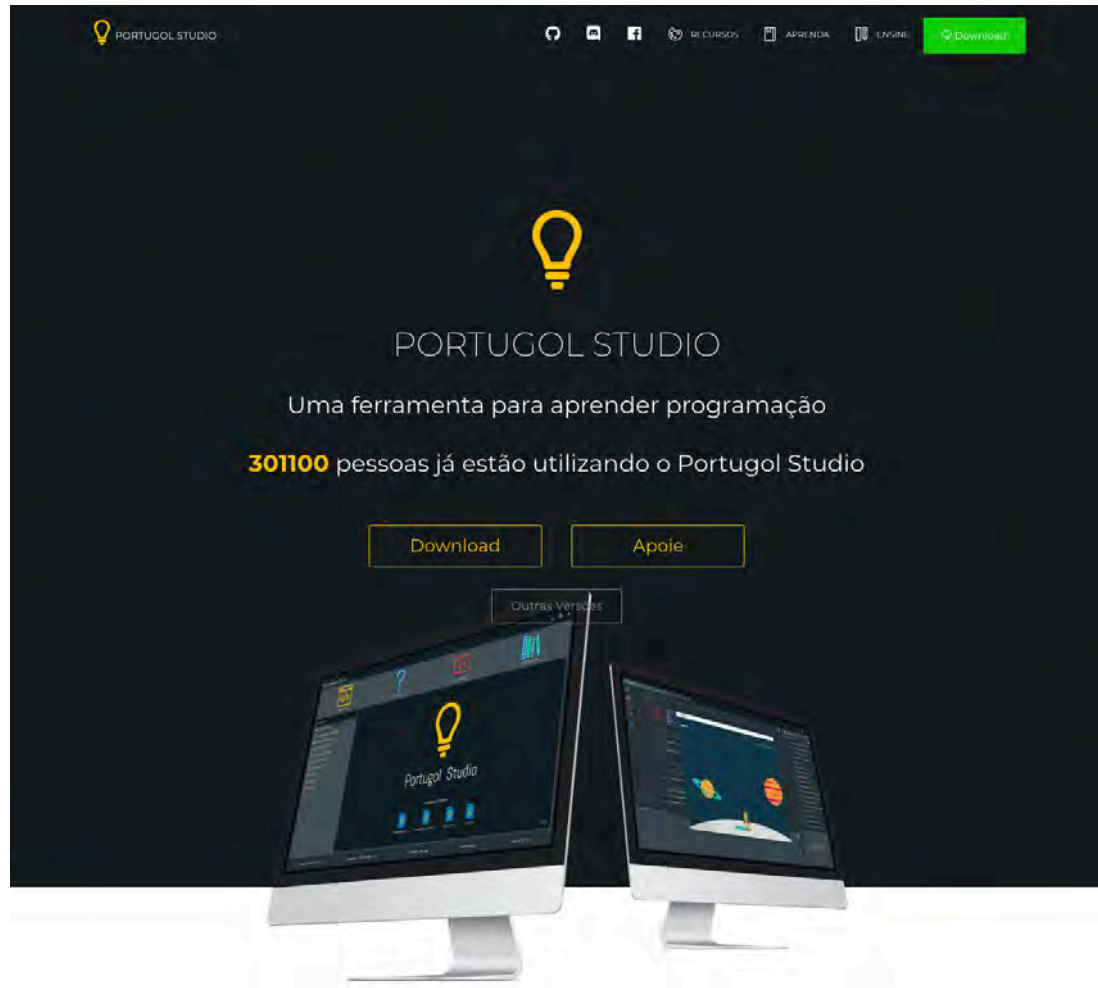 PORTUGOL STUDIO
RECURSOS
APRENDA
ENSINE
Download
PORTUGOL STUDIO
Uma ferramenta para aprender programação
301100 pessoas já estão utilizando o Portugol Studio
Download
Apoie
Outras Versões
Portugol Studio